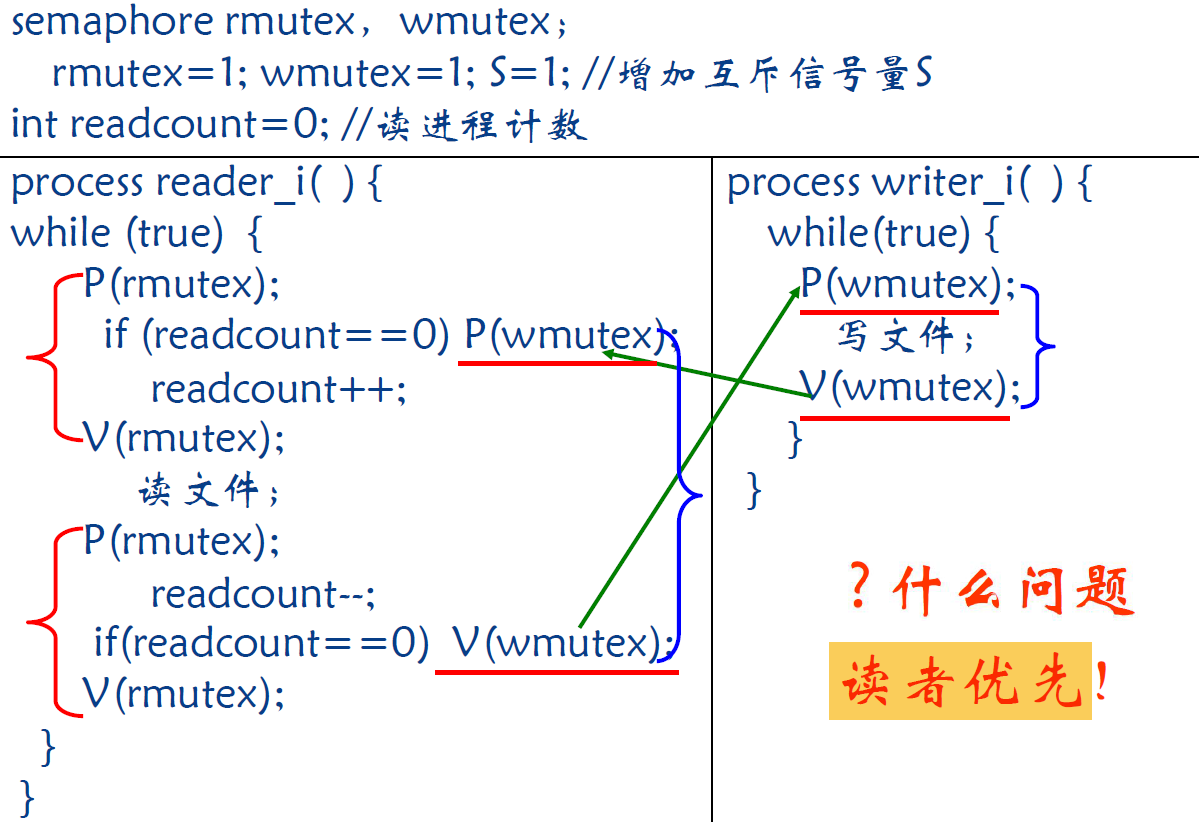 semaphore rmutex，wmutex；
rmutex=1; wmutex=1; S=1; //增加互斥信号量S
int readcount=0; //读进程计数
process reader_i( ) {
while (true) {
P(rmutex);
if (readcount==0) P(wmutex);
readcount++;
V(rmutex);
读文件；
P(rmutex);
readcount--;
if(readcount==0) V(wmutex);
V(rmutex);
}
}
process writer_i( ) {
while(true) {
P(wmutex);
写文件；
V(wmutex);
}
}
？什么问题
读者优先！